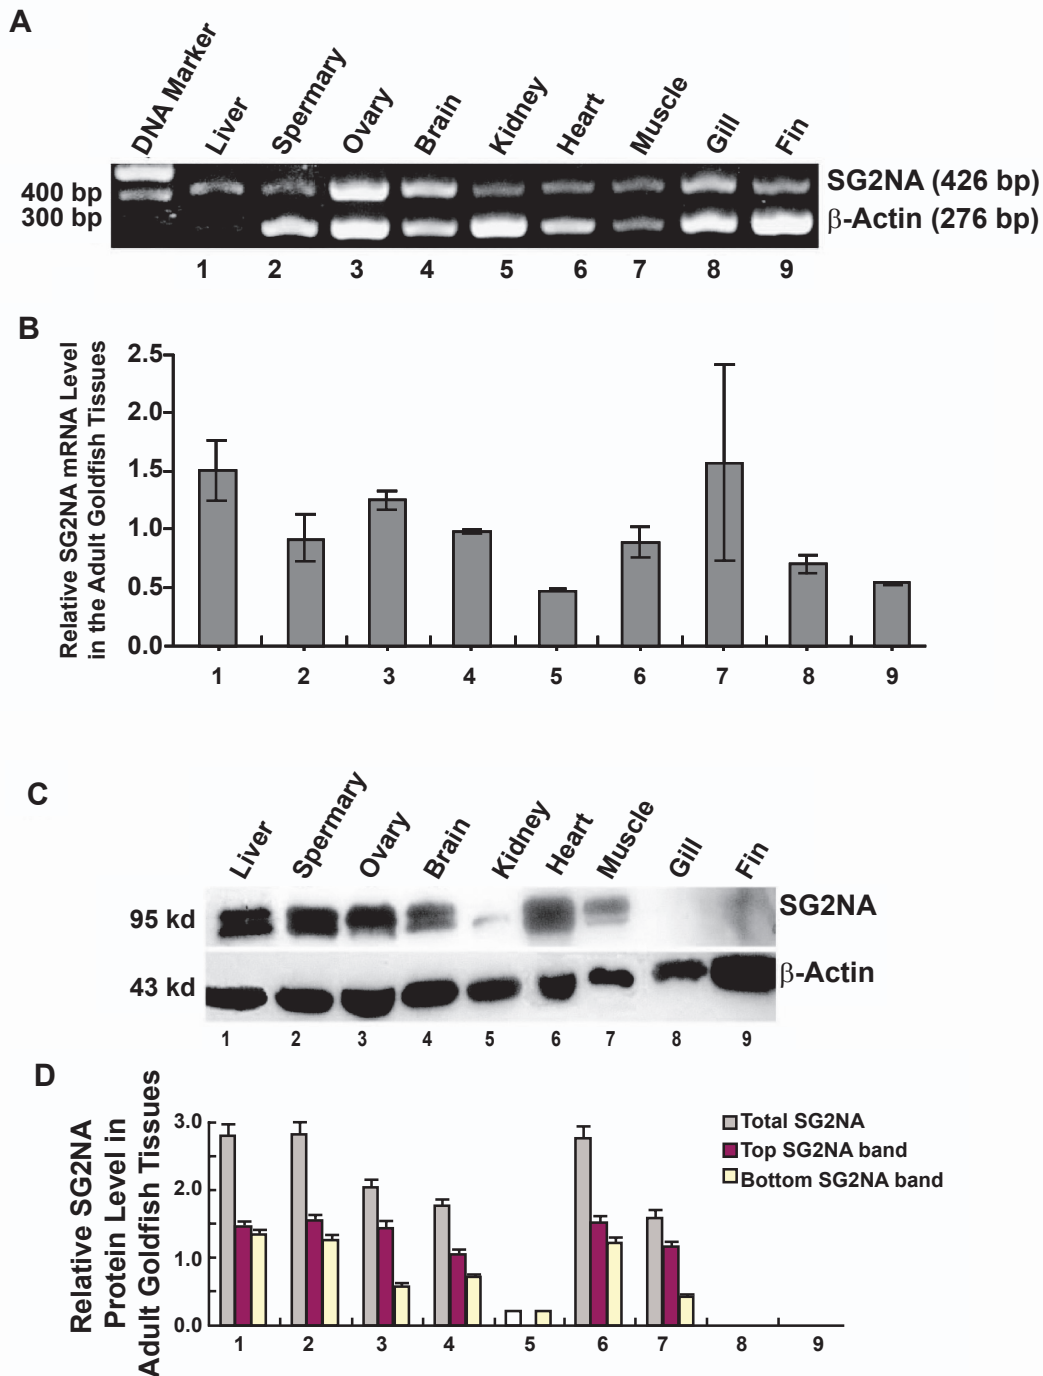 A
DNA Marker
Liver
Spermary
Ovary
Brain
Kidney
Heart
Muscle
Gill
Fin
400 bp
300 bp
SG2NA (426 bp)
β-Actin (276 bp)
1 2 3 4 5 6 7 8 9
B
Relative SG2NA mRNA Level
in the Adult Goldfish Tissues
2.5
2.0
1.5
1.0
0.5
0.0
1 2 3 4 5 6 7 8 9
C
Liver
Spermary
Ovary
Brain
Kidney
Heart
Muscle
Gill
Fin
95 kd
SG2NA
43 kd
β-Actin
1 2 3 4 5 6 7 8 9
D
Relative SG2NA
Protein Level in
Adult Goldfish Tissues
3.0
2.0
1.0
0.0
Total SG2NA
Top SG2NA band
Bottom SG2NA band
1 2 3 4 5 6 7 8 9